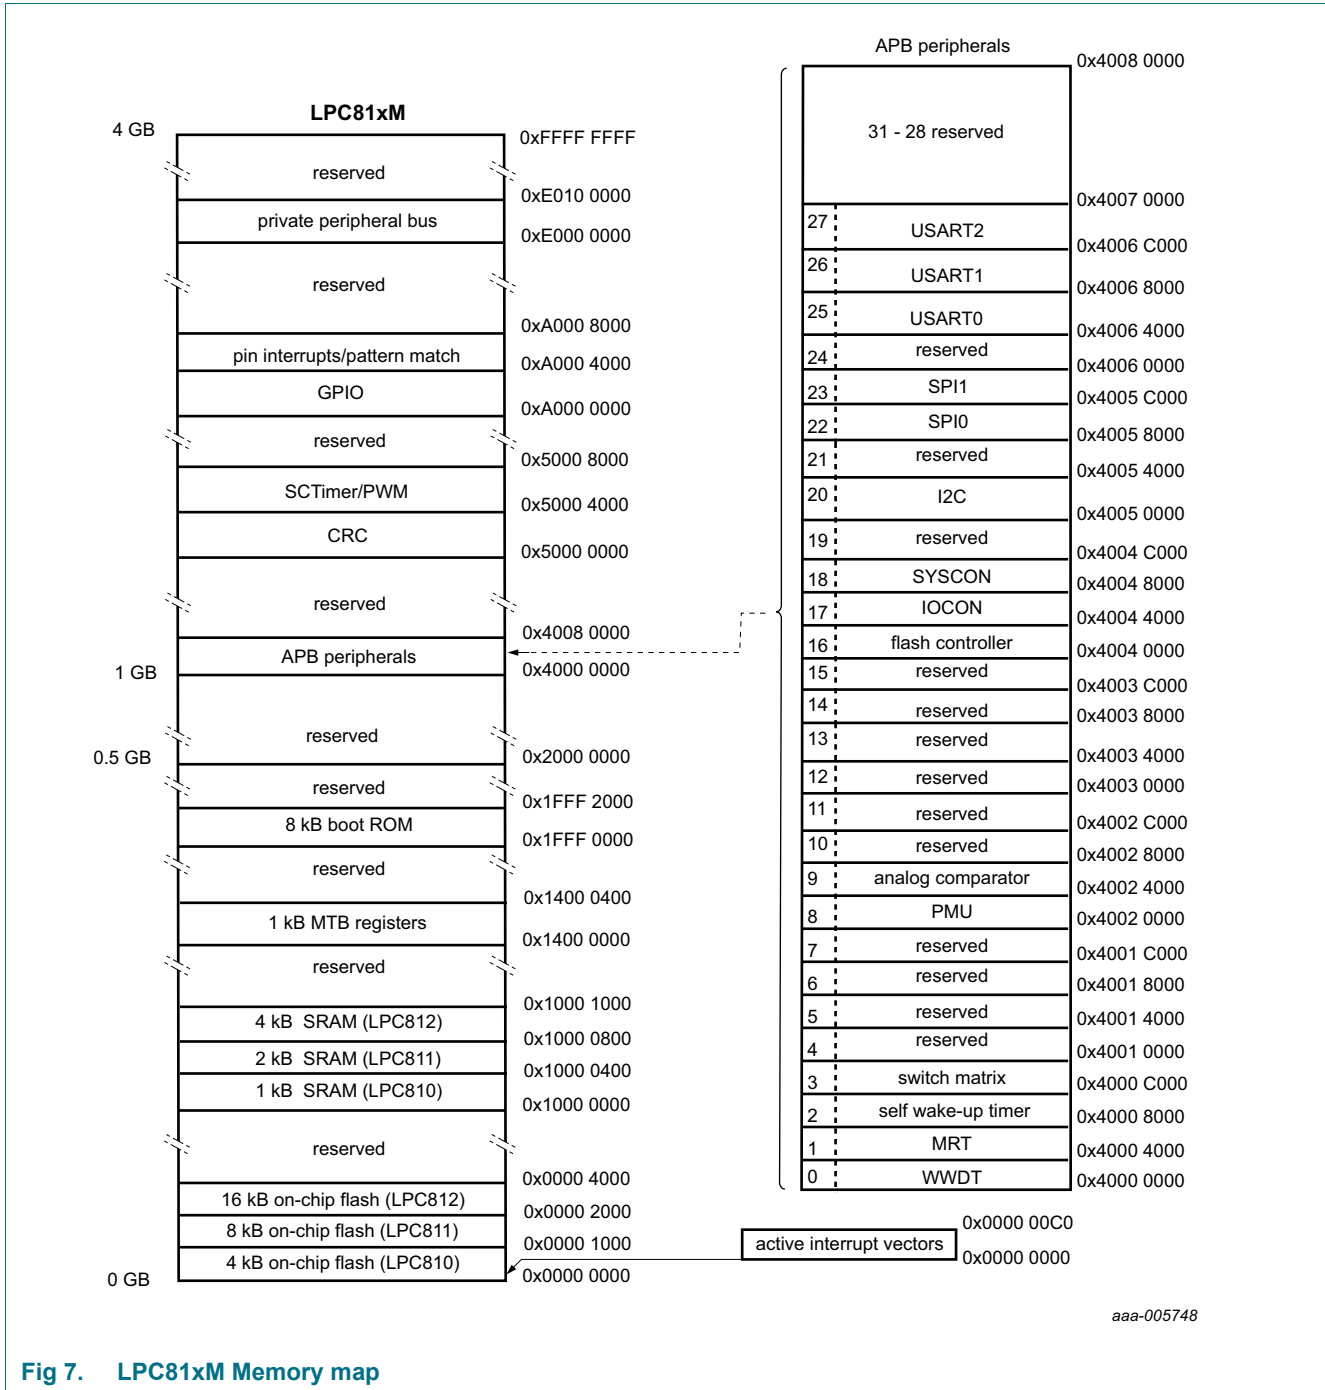 LPC81xM
4 GB
0xFFFF FFFF
reserved
0xE010 0000
private peripheral bus
0xE000 0000
reserved
0xA000 8000
pin interrupts/pattern match
0xA000 4000
GPIO
0xA000 0000
reserved
0x5000 8000
SCTimer/PWM
0x5000 4000
CRC
0x5000 0000
reserved
0x4008 0000
APB peripherals
0x4000 0000
1 GB
reserved
0.5 GB
0x2000 0000
reserved
0x1FFF 2000
8 kB boot ROM
0x1FFF 0000
reserved
0x1400 0400
1 kB MTB registers
0x1400 0000
reserved
0x1000 1000
4 kB SRAM (LPC812)
0x1000 0800
2 kB SRAM (LPC811)
0x1000 0400
1 kB SRAM (LPC810)
0x1000 0000
reserved
0x0000 4000
16 kB on-chip flash (LPC812)
0x0000 2000
8 kB on-chip flash (LPC811)
0x0000 1000
4 kB on-chip flash (LPC810)
0x0000 0000
0 GB
APB peripherals
0x4008 0000
31 - 28 reserved
0x4007 0000
27 USART2
0x4006 C000
26 USART1
0x4006 8000
25 USART0
0x4006 4000
24 reserved
0x4006 0000
23 SPI1
0x4005 C000
22 SPI0
0x4005 8000
21 reserved
0x4005 4000
20 I2C
0x4005 0000
19 reserved
0x4004 C000
18 SYSCON
0x4004 8000
17 IOCON
0x4004 4000
16 flash controller
0x4004 0000
15 reserved
0x4003 C000
14 reserved
0x4003 8000
13 reserved
0x4003 4000
12 reserved
0x4003 0000
11 reserved
0x4002 C000
10 reserved
0x4002 8000
9 analog comparator
0x4002 4000
8 PMU
0x4002 0000
7 reserved
0x4001 C000
6 reserved
0x4001 8000
5 reserved
0x4001 4000
4 reserved
0x4001 0000
3 switch matrix
0x4000 C000
2 self wake-up timer
0x4000 8000
1 MRT
0x4000 4000
0 WWDT
0x4000 0000
0x0000 00C0
active interrupt vectors
0x0000 0000
aaa-005748
Fig 7. LPC81xM Memory map